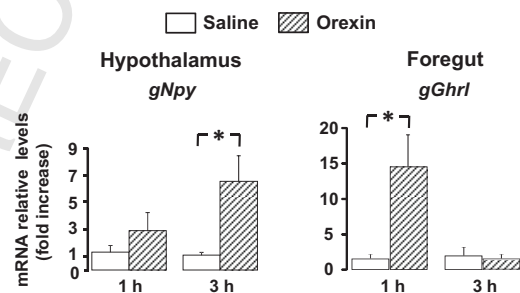 Saline Orexin
Hypothalamus
gNpy
Foregut
gGhrl
mRNA relative levels
(fold increase)
9
7
5
3
1
0
*
1 h 3 h
20
15
10
5
0
*
1 h 3 h